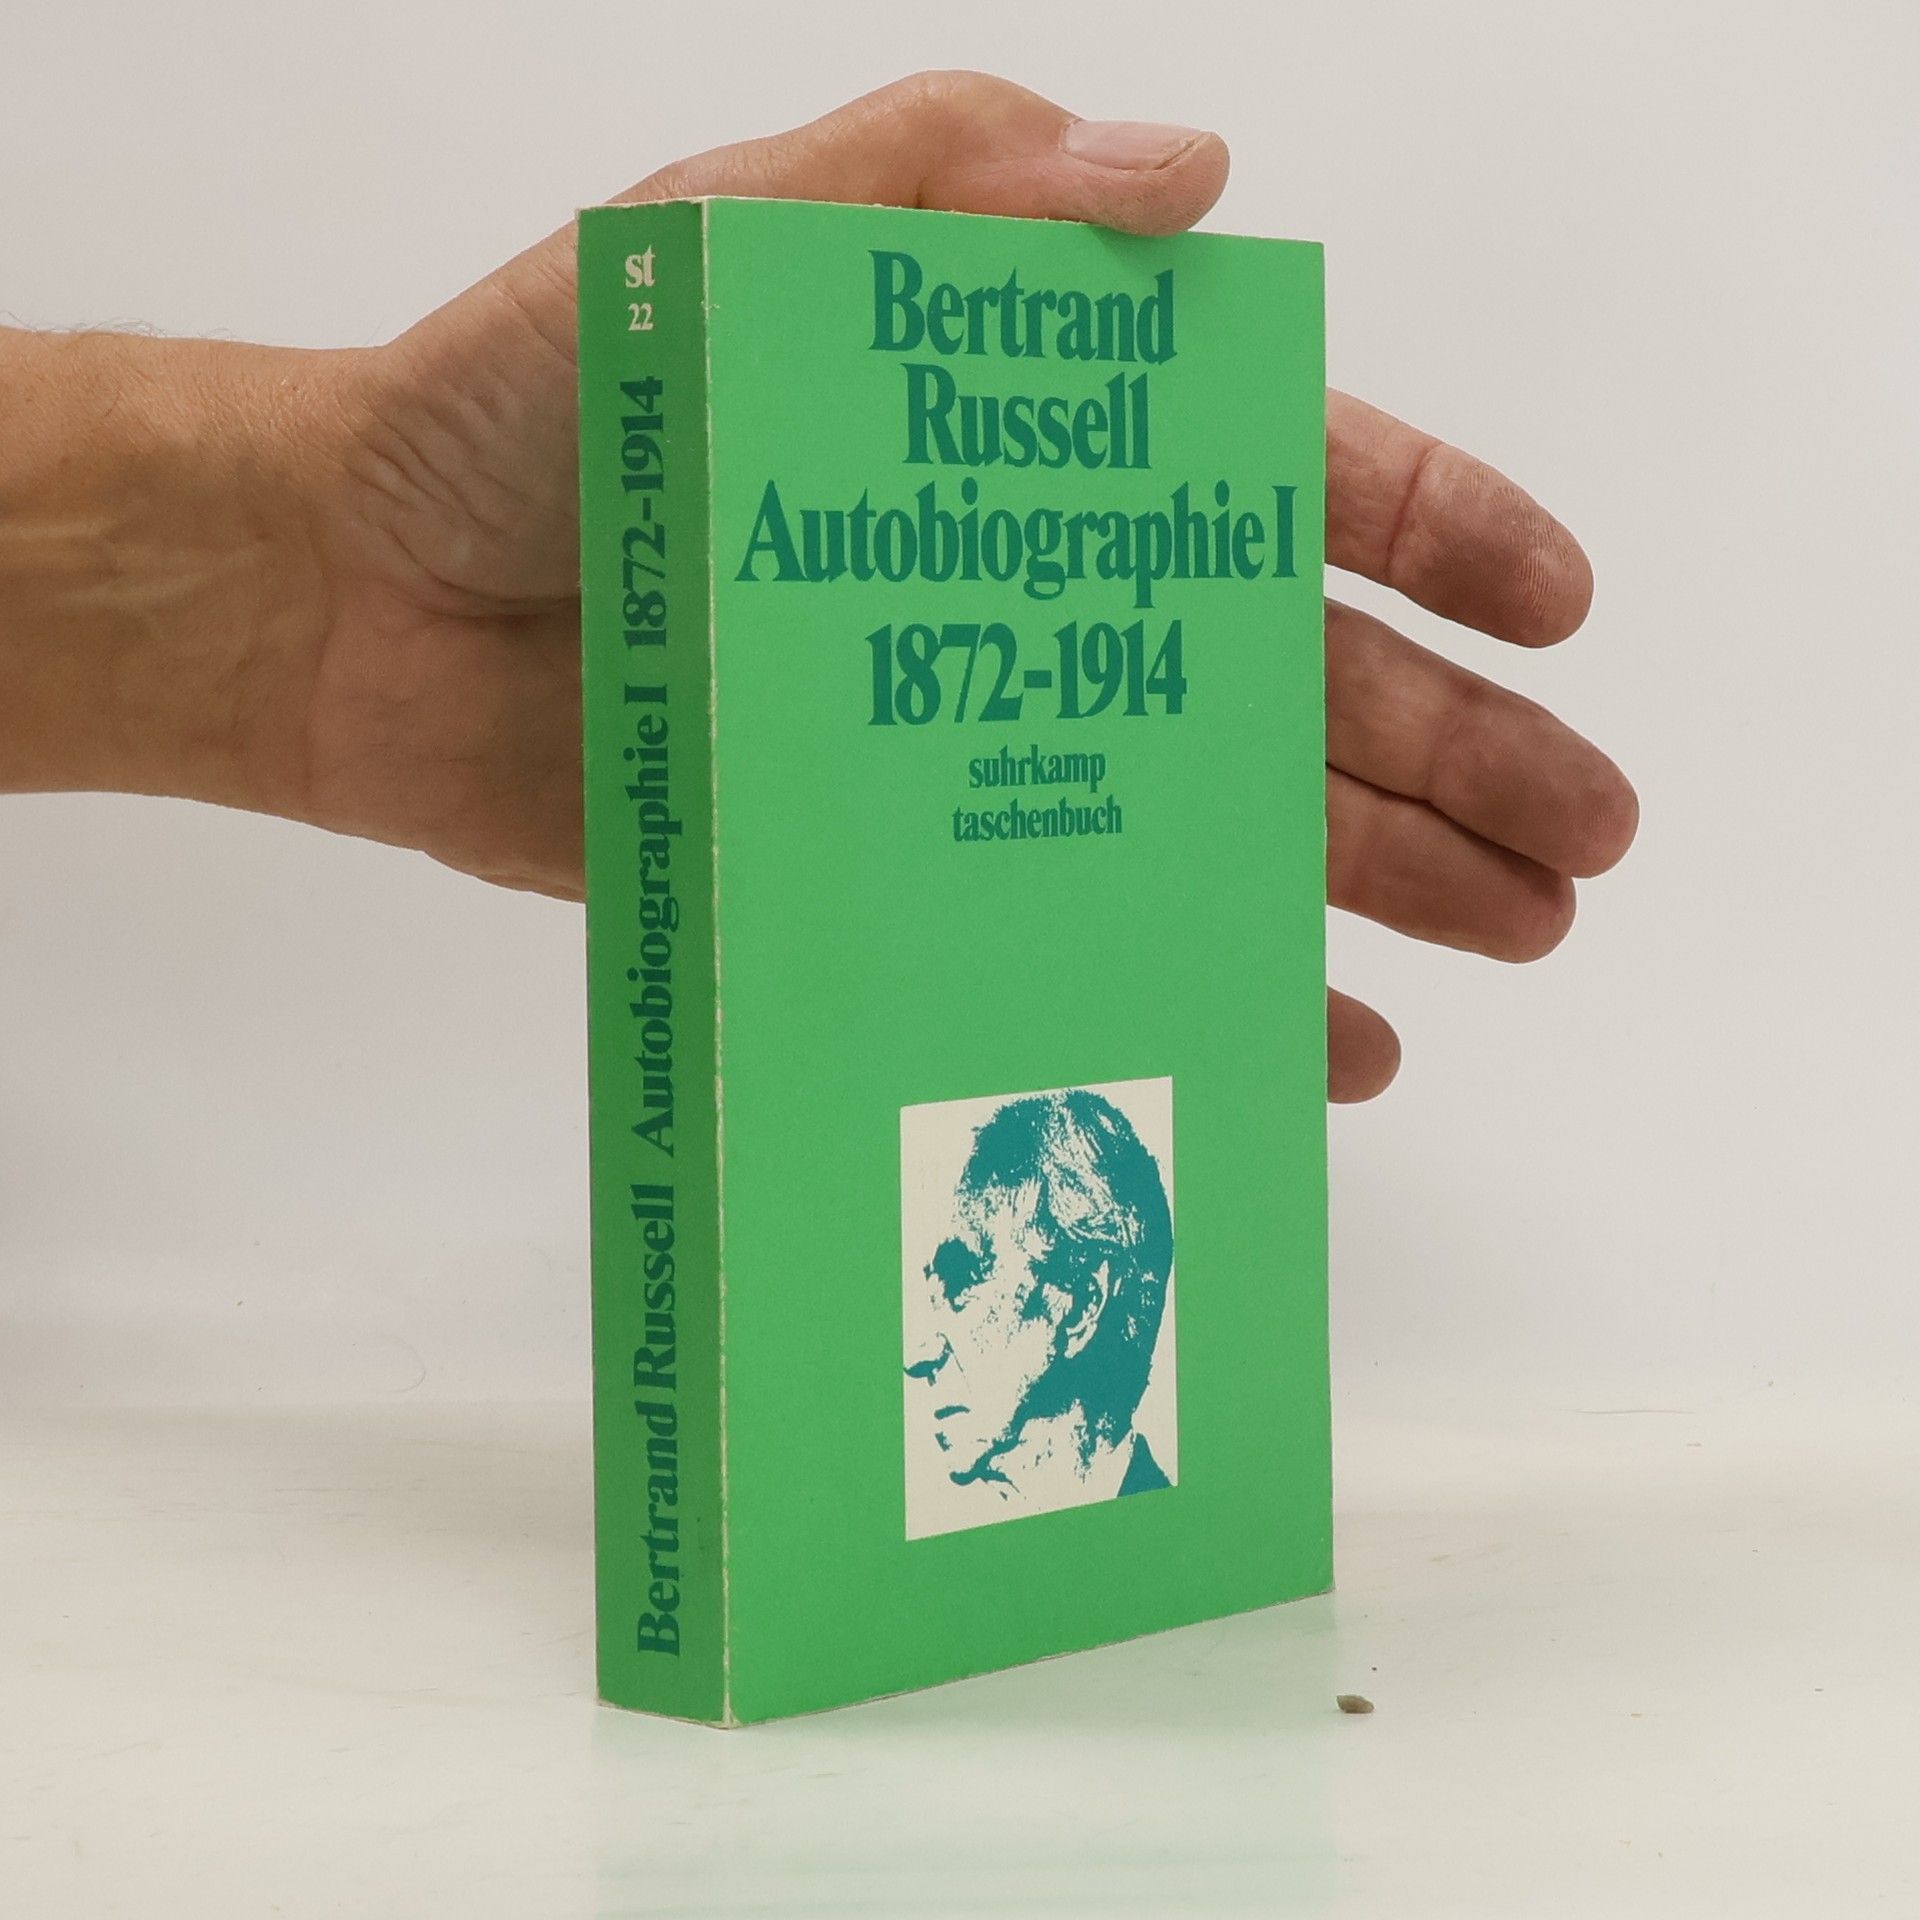 st
22
Bertrand Russell Autobiographie I 1872-1914
Bertrand
Russell
Autobiographie I
1872-1914
suhrkamp
taschenbuch